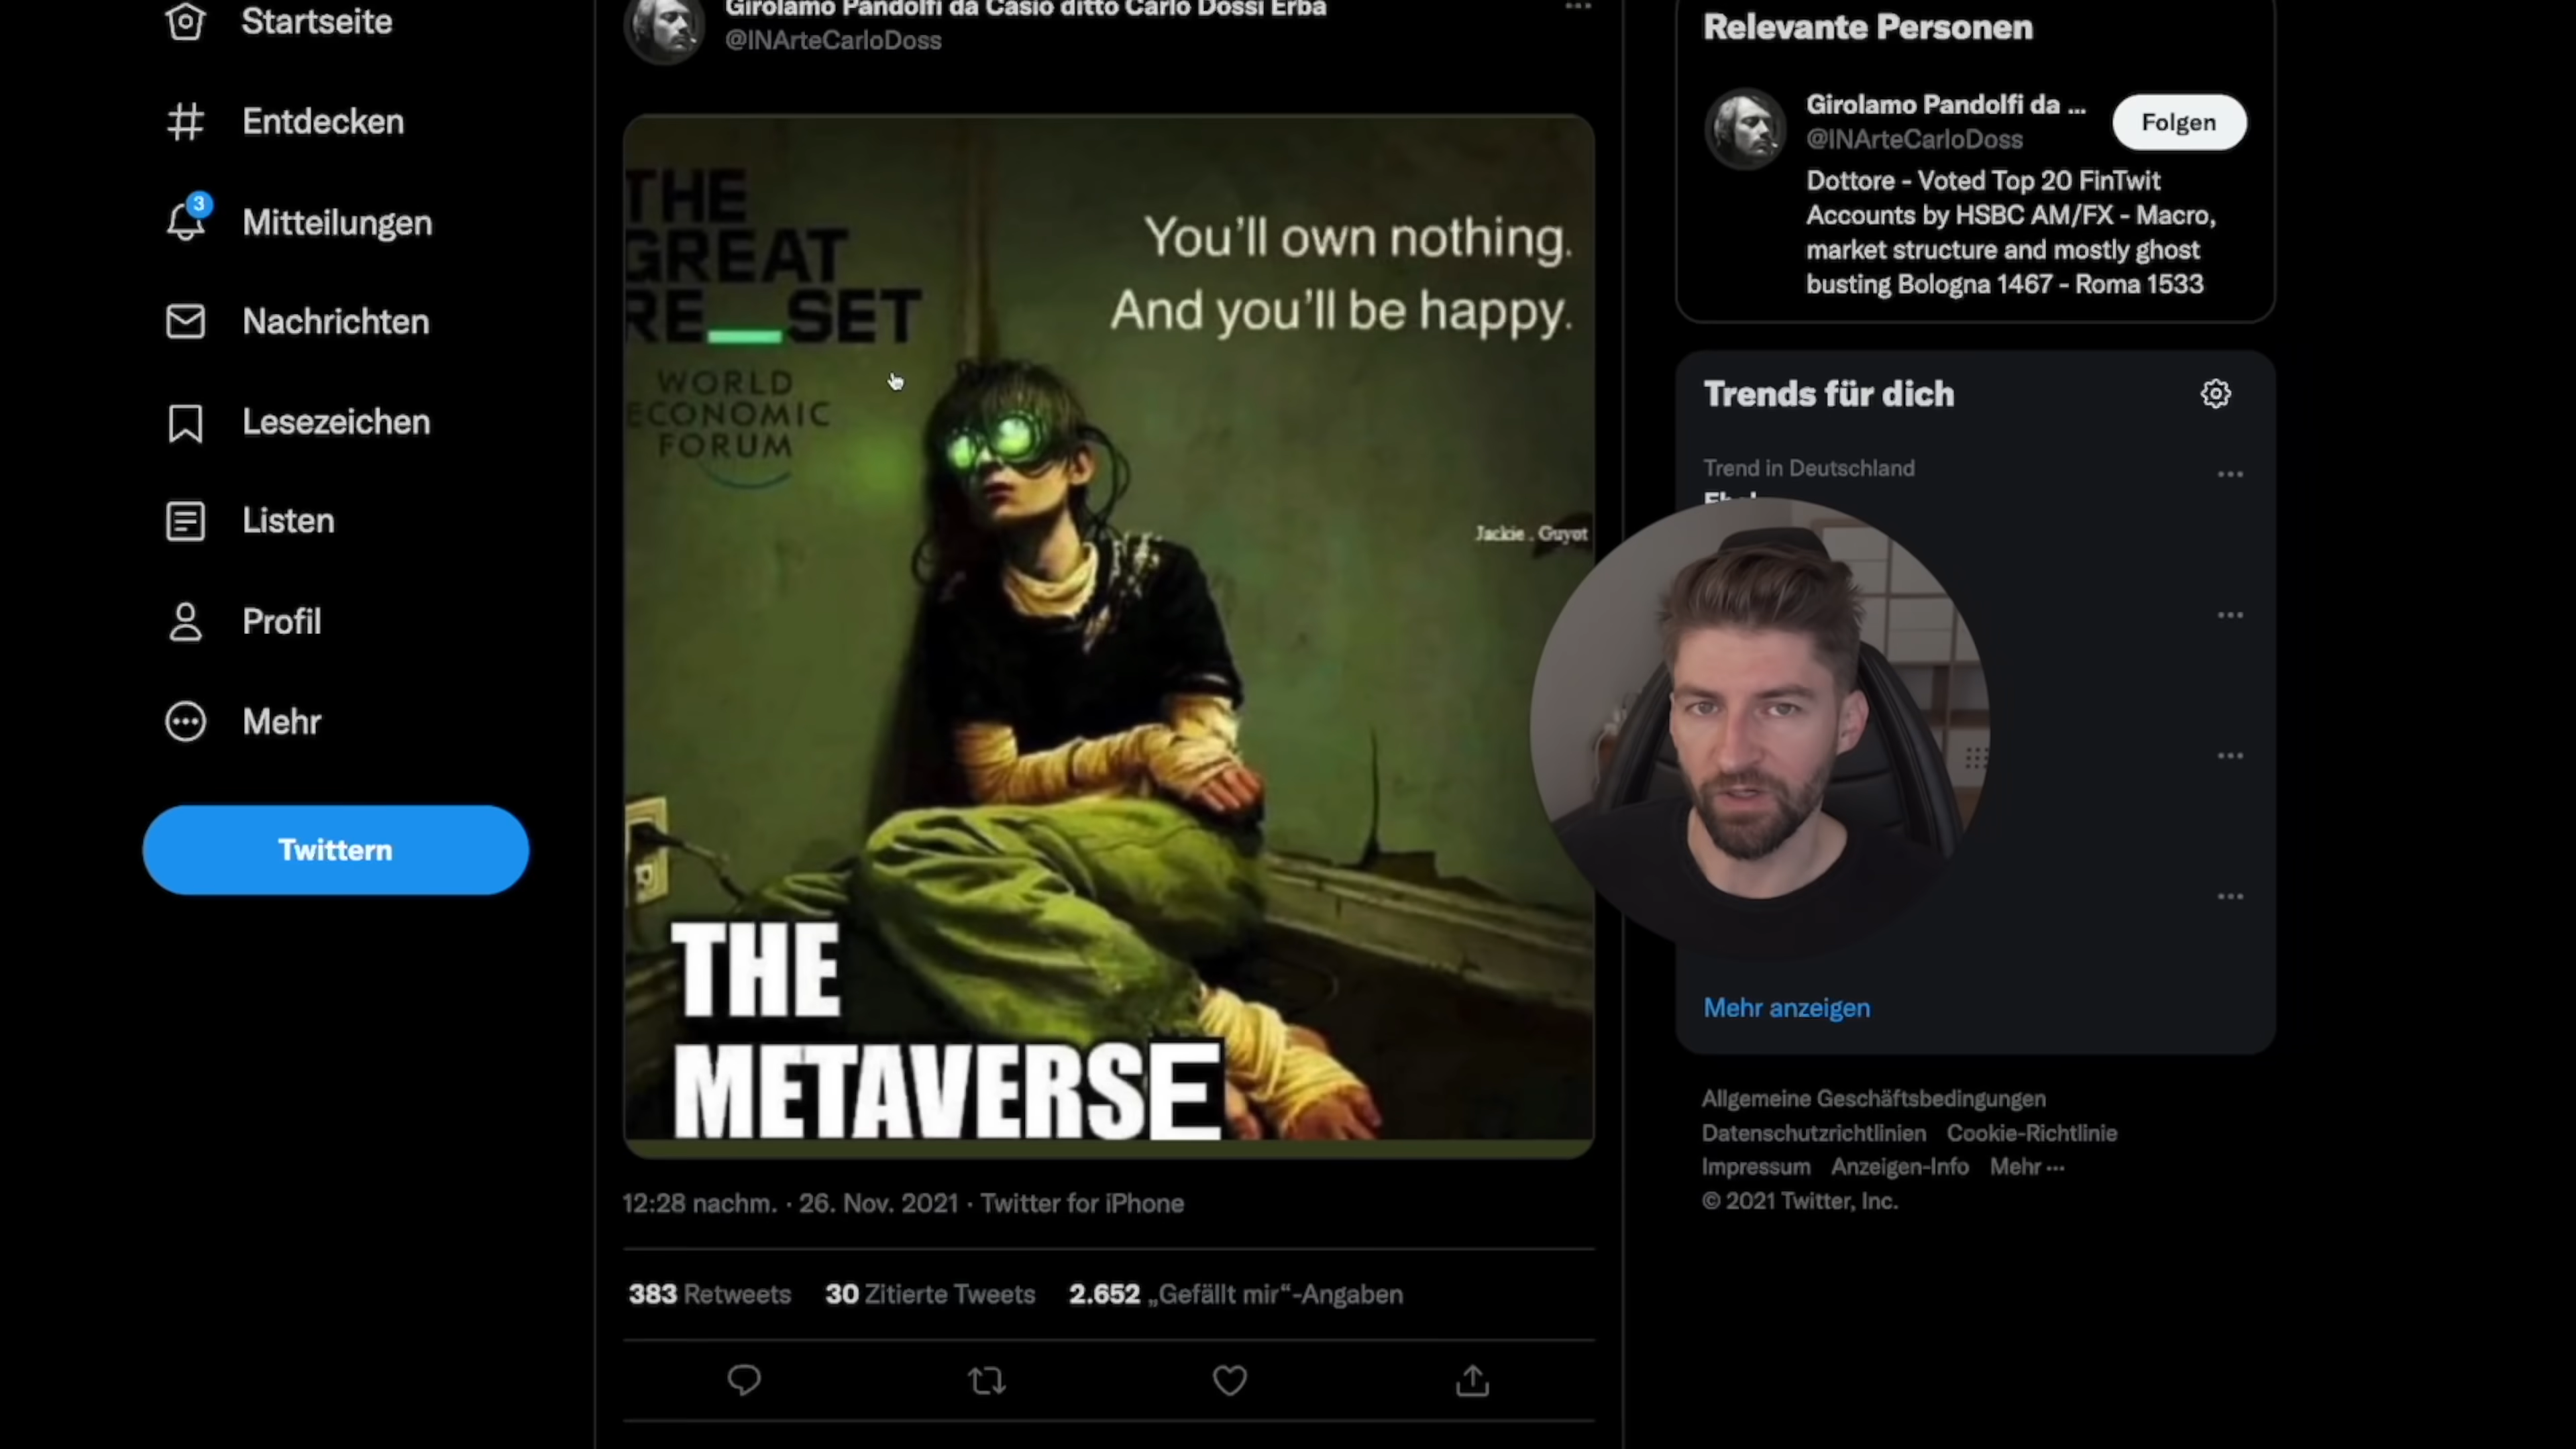 Startseite
Entdecken
3
Mitteilungen
Nachrichten
Lesezeichen
Listen
Profil
Mehr
Twittern
Girolamo Pandolfi da Casio ditto Carlo Dossi Erba
@INArteCarloDoss
THE
GREAT
RE_SET
WORLD
ECONOMIC
FORUM
You'll own nothing.
And you'll be happy.
Jackie . Guyot
THE
METAVERSE
12:28 nachm. · 26. Nov. 2021 · Twitter for iPhone
383 Retweets 30 Zitierte Tweets 2.652 „Gefällt mir“-Angaben
Relevante Personen
Girolamo Pandolfi da ...
@INArteCarloDoss
Folgen
Dottore - Voted Top 20 FinTwit
Accounts by HSBC AM/FX - Macro,
market structure and mostly ghost
busting Bologna 1467 - Roma 1533
Trends für dich
Trend in Deutschland
Mehr anzeigen
Allgemeine Geschäftsbedingungen
Datenschutzrichtlinien Cookie-Richtlinie
Impressum Anzeigen-Info Mehr ...
© 2021 Twitter, Inc.